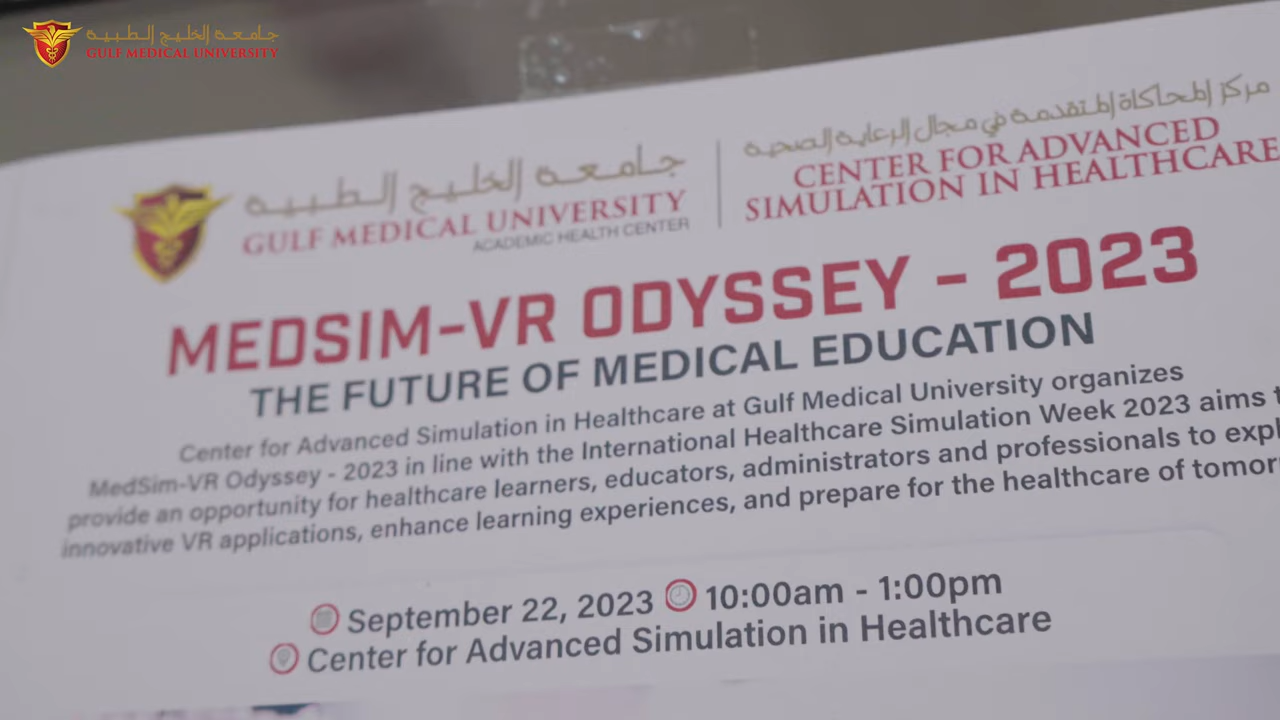 جامعة الخليج الطبية
GULF MEDICAL UNIVERSITY
جامعة الخليج الطبية
GULF MEDICAL UNIVERSITY
ACADEMIC HEALTH CENTER
مركز المحاكاة المتقدمة في مجال الرعاية الصحية
CENTER FOR ADVANCED
SIMULATION IN HEALTHCARE
MEDSIM-VR ODYSSEY - 2023
THE FUTURE OF MEDICAL EDUCATION
Center for Advanced Simulation in Healthcare at Gulf Medical University organizes
MedSim-VR Odyssey - 2023 in line with the International Healthcare Simulation Week 2023 aims
provide an opportunity for healthcare learners, educators, administrators and professionals to
innovative VR applications, enhance learning experiences, and prepare for the healthcare of
September 22, 2023 10:00am - 1:00pm
Center for Advanced Simulation in Healthcare